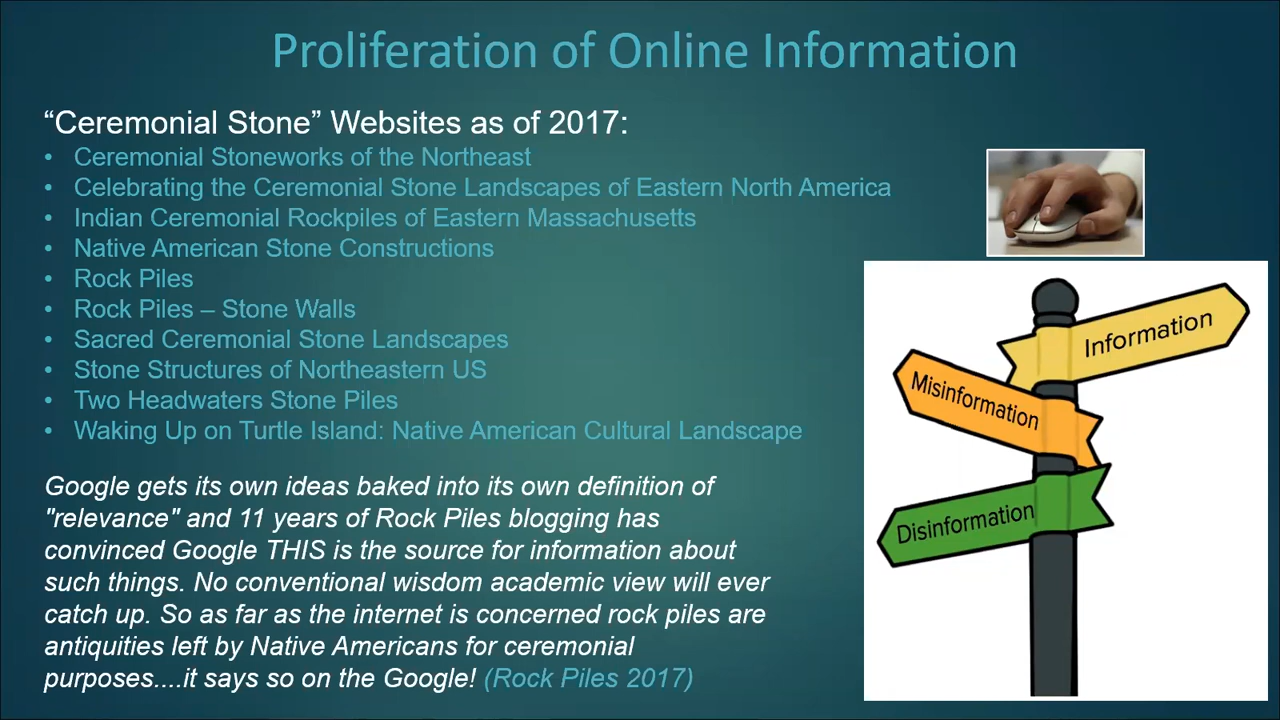 Proliferation of Online Information
“Ceremonial Stone” Websites as of 2017:
• Ceremonial Stoneworks of the Northeast
• Celebrating the Ceremonial Stone Landscapes of Eastern North America
• Indian Ceremonial Rockpiles of Eastern Massachusetts
• Native American Stone Constructions
• Rock Piles
• Rock Piles – Stone Walls
• Sacred Ceremonial Stone Landscapes
• Stone Structures of Northeastern US
• Two Headwaters Stone Piles
• Waking Up on Turtle Island: Native American Cultural Landscape
Google gets its own ideas baked into its own definition of
"relevance" and 11 years of Rock Piles blogging has
convinced Google THIS is the source for information about
such things. No conventional wisdom academic view will ever
catch up. So as far as the internet is concerned rock piles are
antiquities left by Native Americans for ceremonial
purposes....it says so on the Google! (Rock Piles 2017)
Information
Misinformation
Disinformation